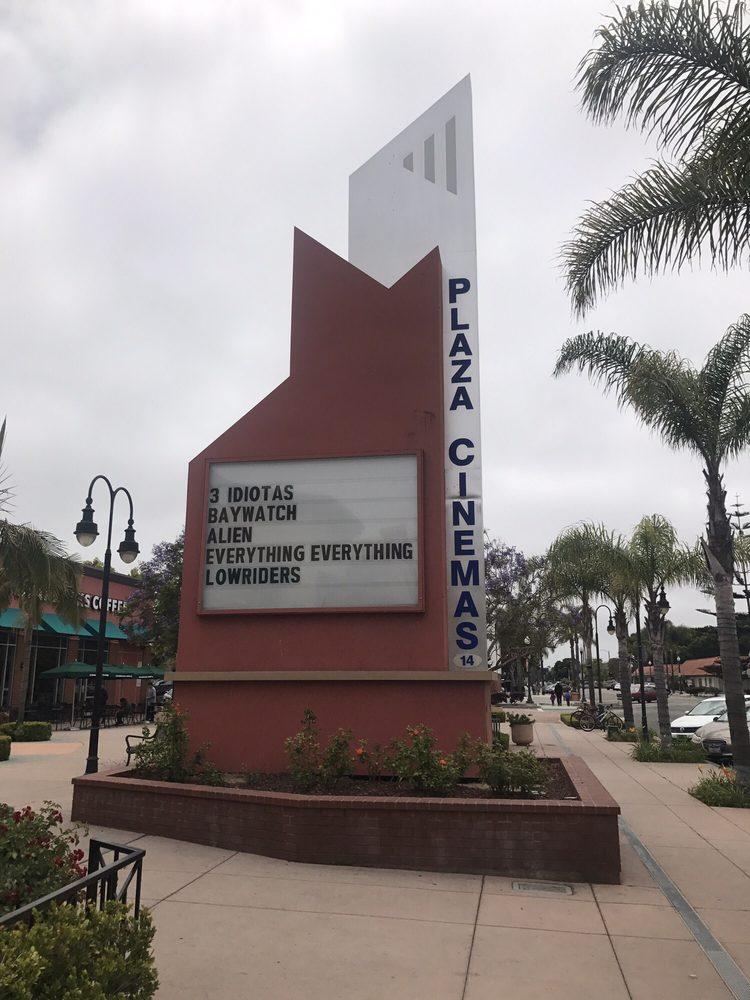 3 IDIOTAS
BAYWATCH
ALIEN
EVERYTHING EVERYTHING
LOWRIDERS
PLAZA CINEMAS
14
S COFFEE